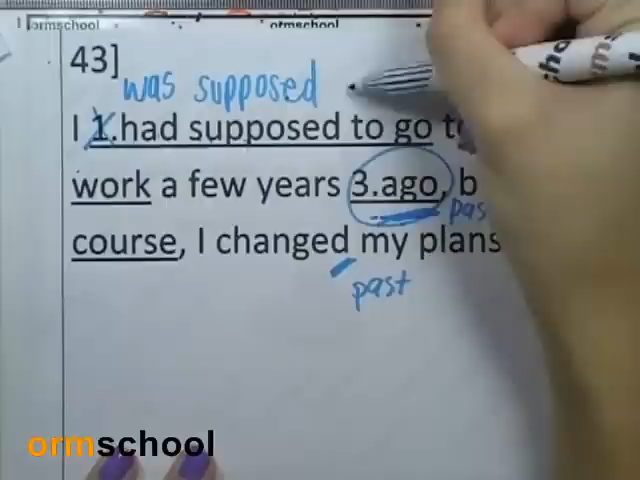 ormschool
ormschool
43]
was supposed
I 1.had supposed to go
work a few years 3.ago,
past
course, I changed my plans
past
ormschool